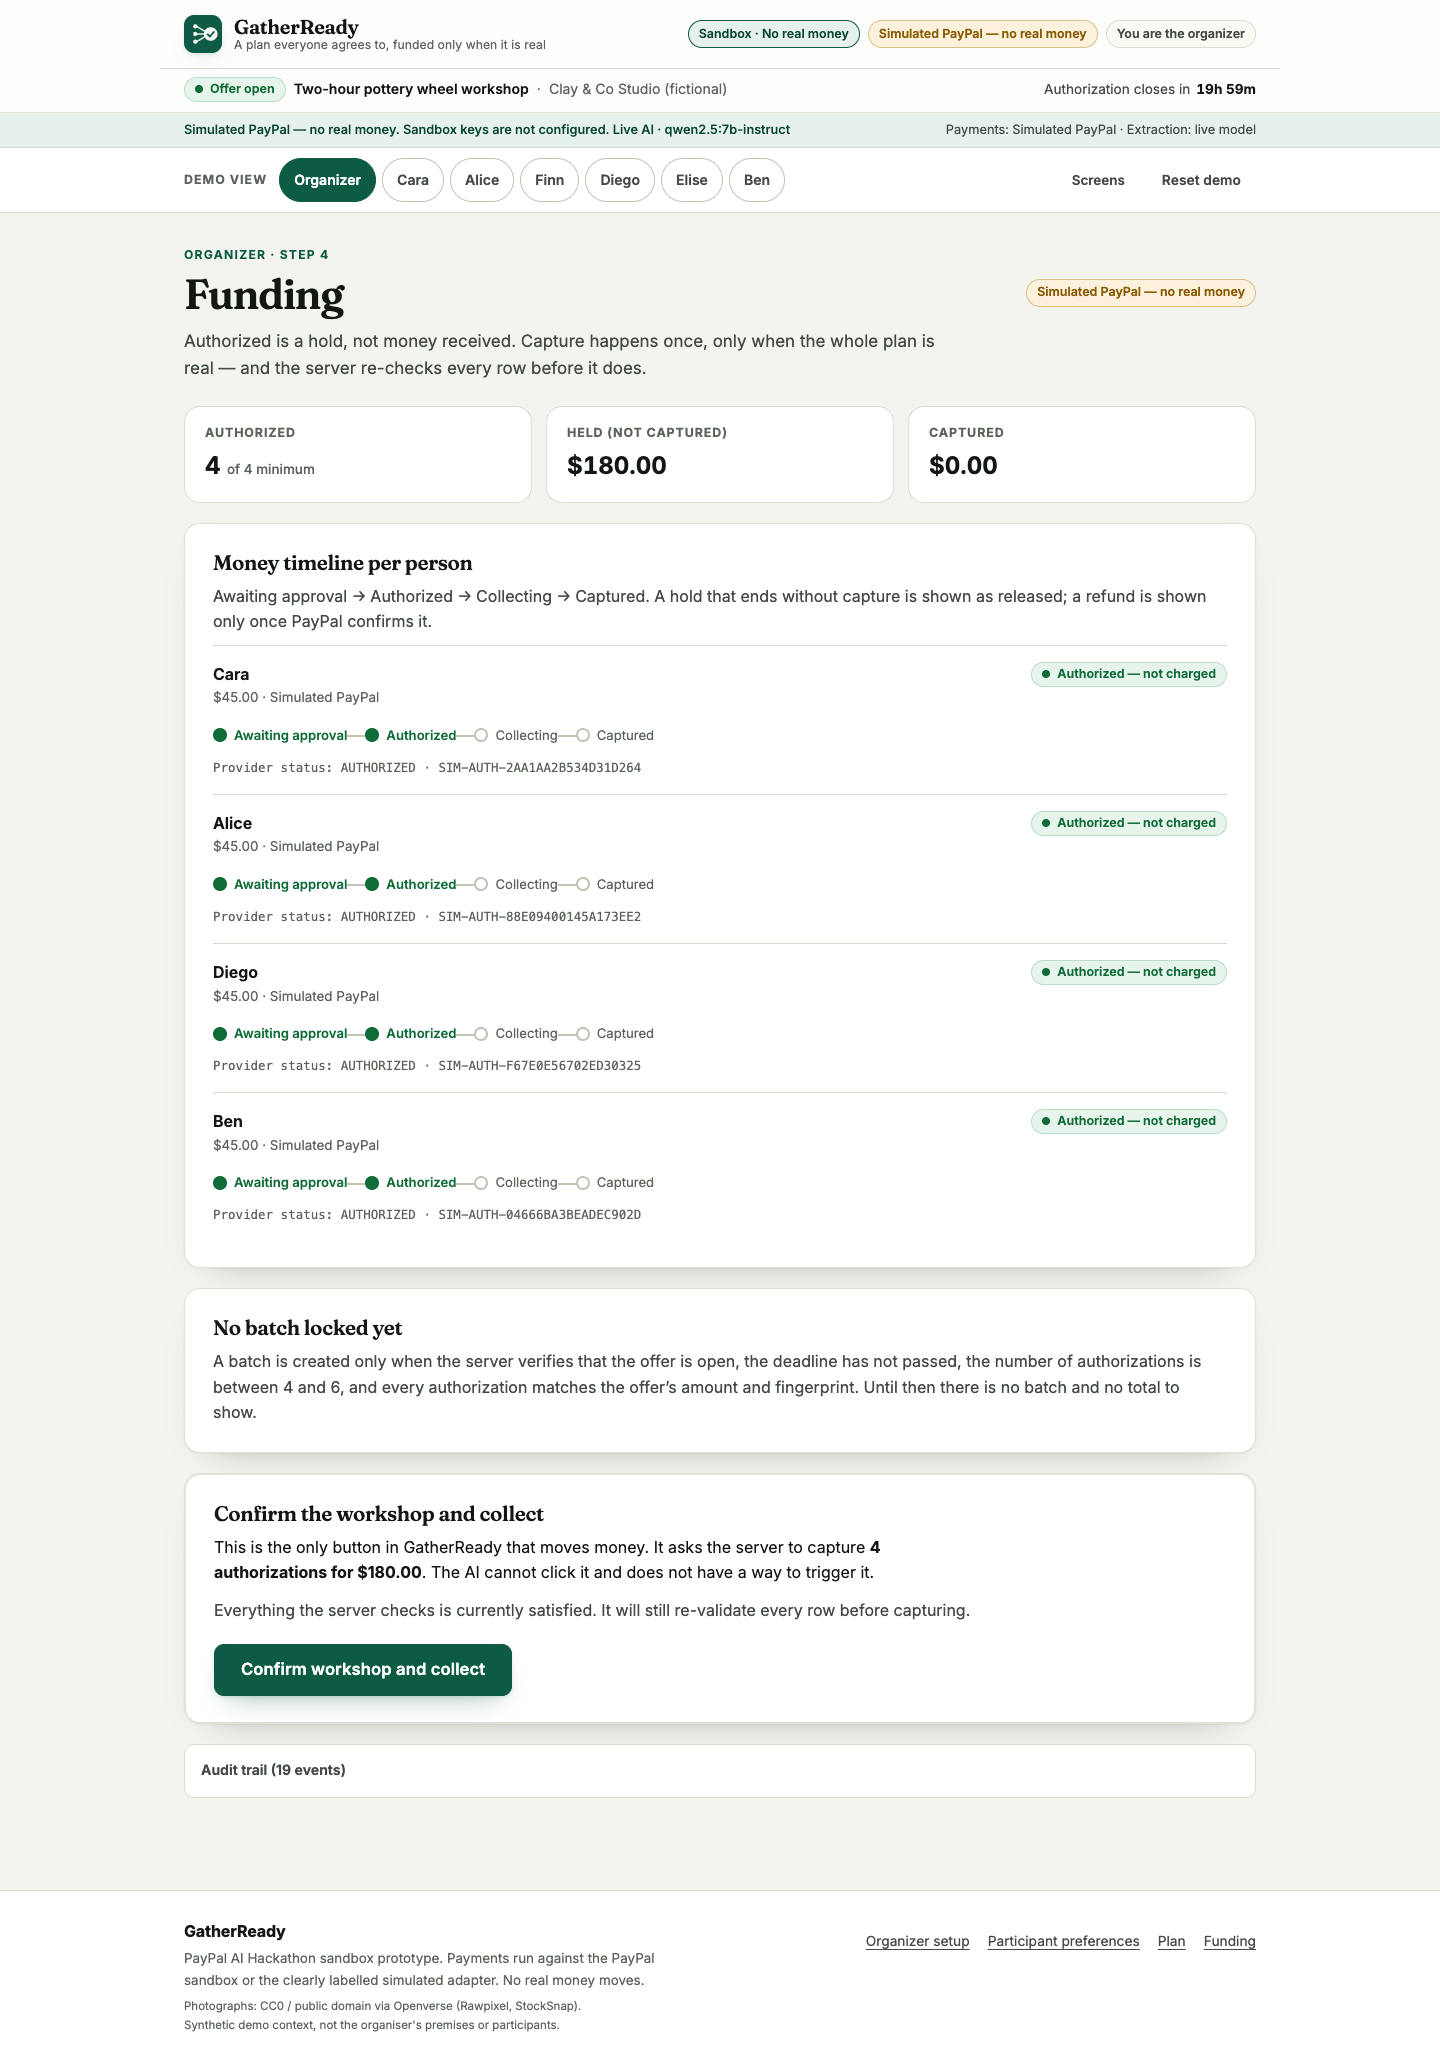 GatherReady
A plan everyone agrees to, funded only when it is real
Sandbox · No real money
Simulated PayPal — no real money
You are the organizer
Offer open
Two-hour pottery wheel workshop · Clay & Co Studio (fictional)
Authorization closes in 19h 59m
Simulated PayPal — no real money. Sandbox keys are not configured. Live AI · qwen2.5:7b-instruct
Payments: Simulated PayPal · Extraction: live model
DEMO VIEW
Organizer
Cara
Alice
Finn
Diego
Elise
Ben
Screens
Reset demo
ORGANIZER · STEP 4
Funding
Simulated PayPal — no real money
Authorized is a hold, not money received. Capture happens once, only when the whole plan is
real — and the server re-checks every row before it does.
AUTHORIZED
4 of 4 minimum
HELD (NOT CAPTURED)
$180.00
CAPTURED
$0.00
Money timeline per person
Awaiting approval → Authorized → Collecting → Captured. A hold that ends without capture is shown as released; a refund is shown
only once PayPal confirms it.
Cara
Authorized — not charged
$45.00 · Simulated PayPal
Awaiting approval
Authorized
Collecting
Captured
Provider status: AUTHORIZED · SIM-AUTH-2AA1AA2B534D31D264
Alice
Authorized — not charged
$45.00 · Simulated PayPal
Awaiting approval
Authorized
Collecting
Captured
Provider status: AUTHORIZED · SIM-AUTH-88E09400145A173EE2
Diego
Authorized — not charged
$45.00 · Simulated PayPal
Awaiting approval
Authorized
Collecting
Captured
Provider status: AUTHORIZED · SIM-AUTH-F67E0E56702ED30325
Ben
Authorized — not charged
$45.00 · Simulated PayPal
Awaiting approval
Authorized
Collecting
Captured
Provider status: AUTHORIZED · SIM-AUTH-04666BA3BEADEC902D
No batch locked yet
A batch is created only when the server verifies that the offer is open, the deadline has not passed, the number of authorizations is
between 4 and 6, and every authorization matches the offer’s amount and fingerprint. Until then there is no batch and no total to
show.
Confirm the workshop and collect
This is the only button in GatherReady that moves money. It asks the server to capture 4
authorizations for $180.00. The AI cannot click it and does not have a way to trigger it.
Everything the server checks is currently satisfied. It will still re-validate every row before capturing.
Confirm workshop and collect
Audit trail (19 events)
GatherReady
PayPal AI Hackathon sandbox prototype. Payments run against the PayPal
sandbox or the clearly labelled simulated adapter. No real money moves.
Photographs: CC0 / public domain via Openverse (Rawpixel, StockSnap).
Synthetic demo context, not the organiser's premises or participants.
Organizer setup
Participant preferences
Plan
Funding